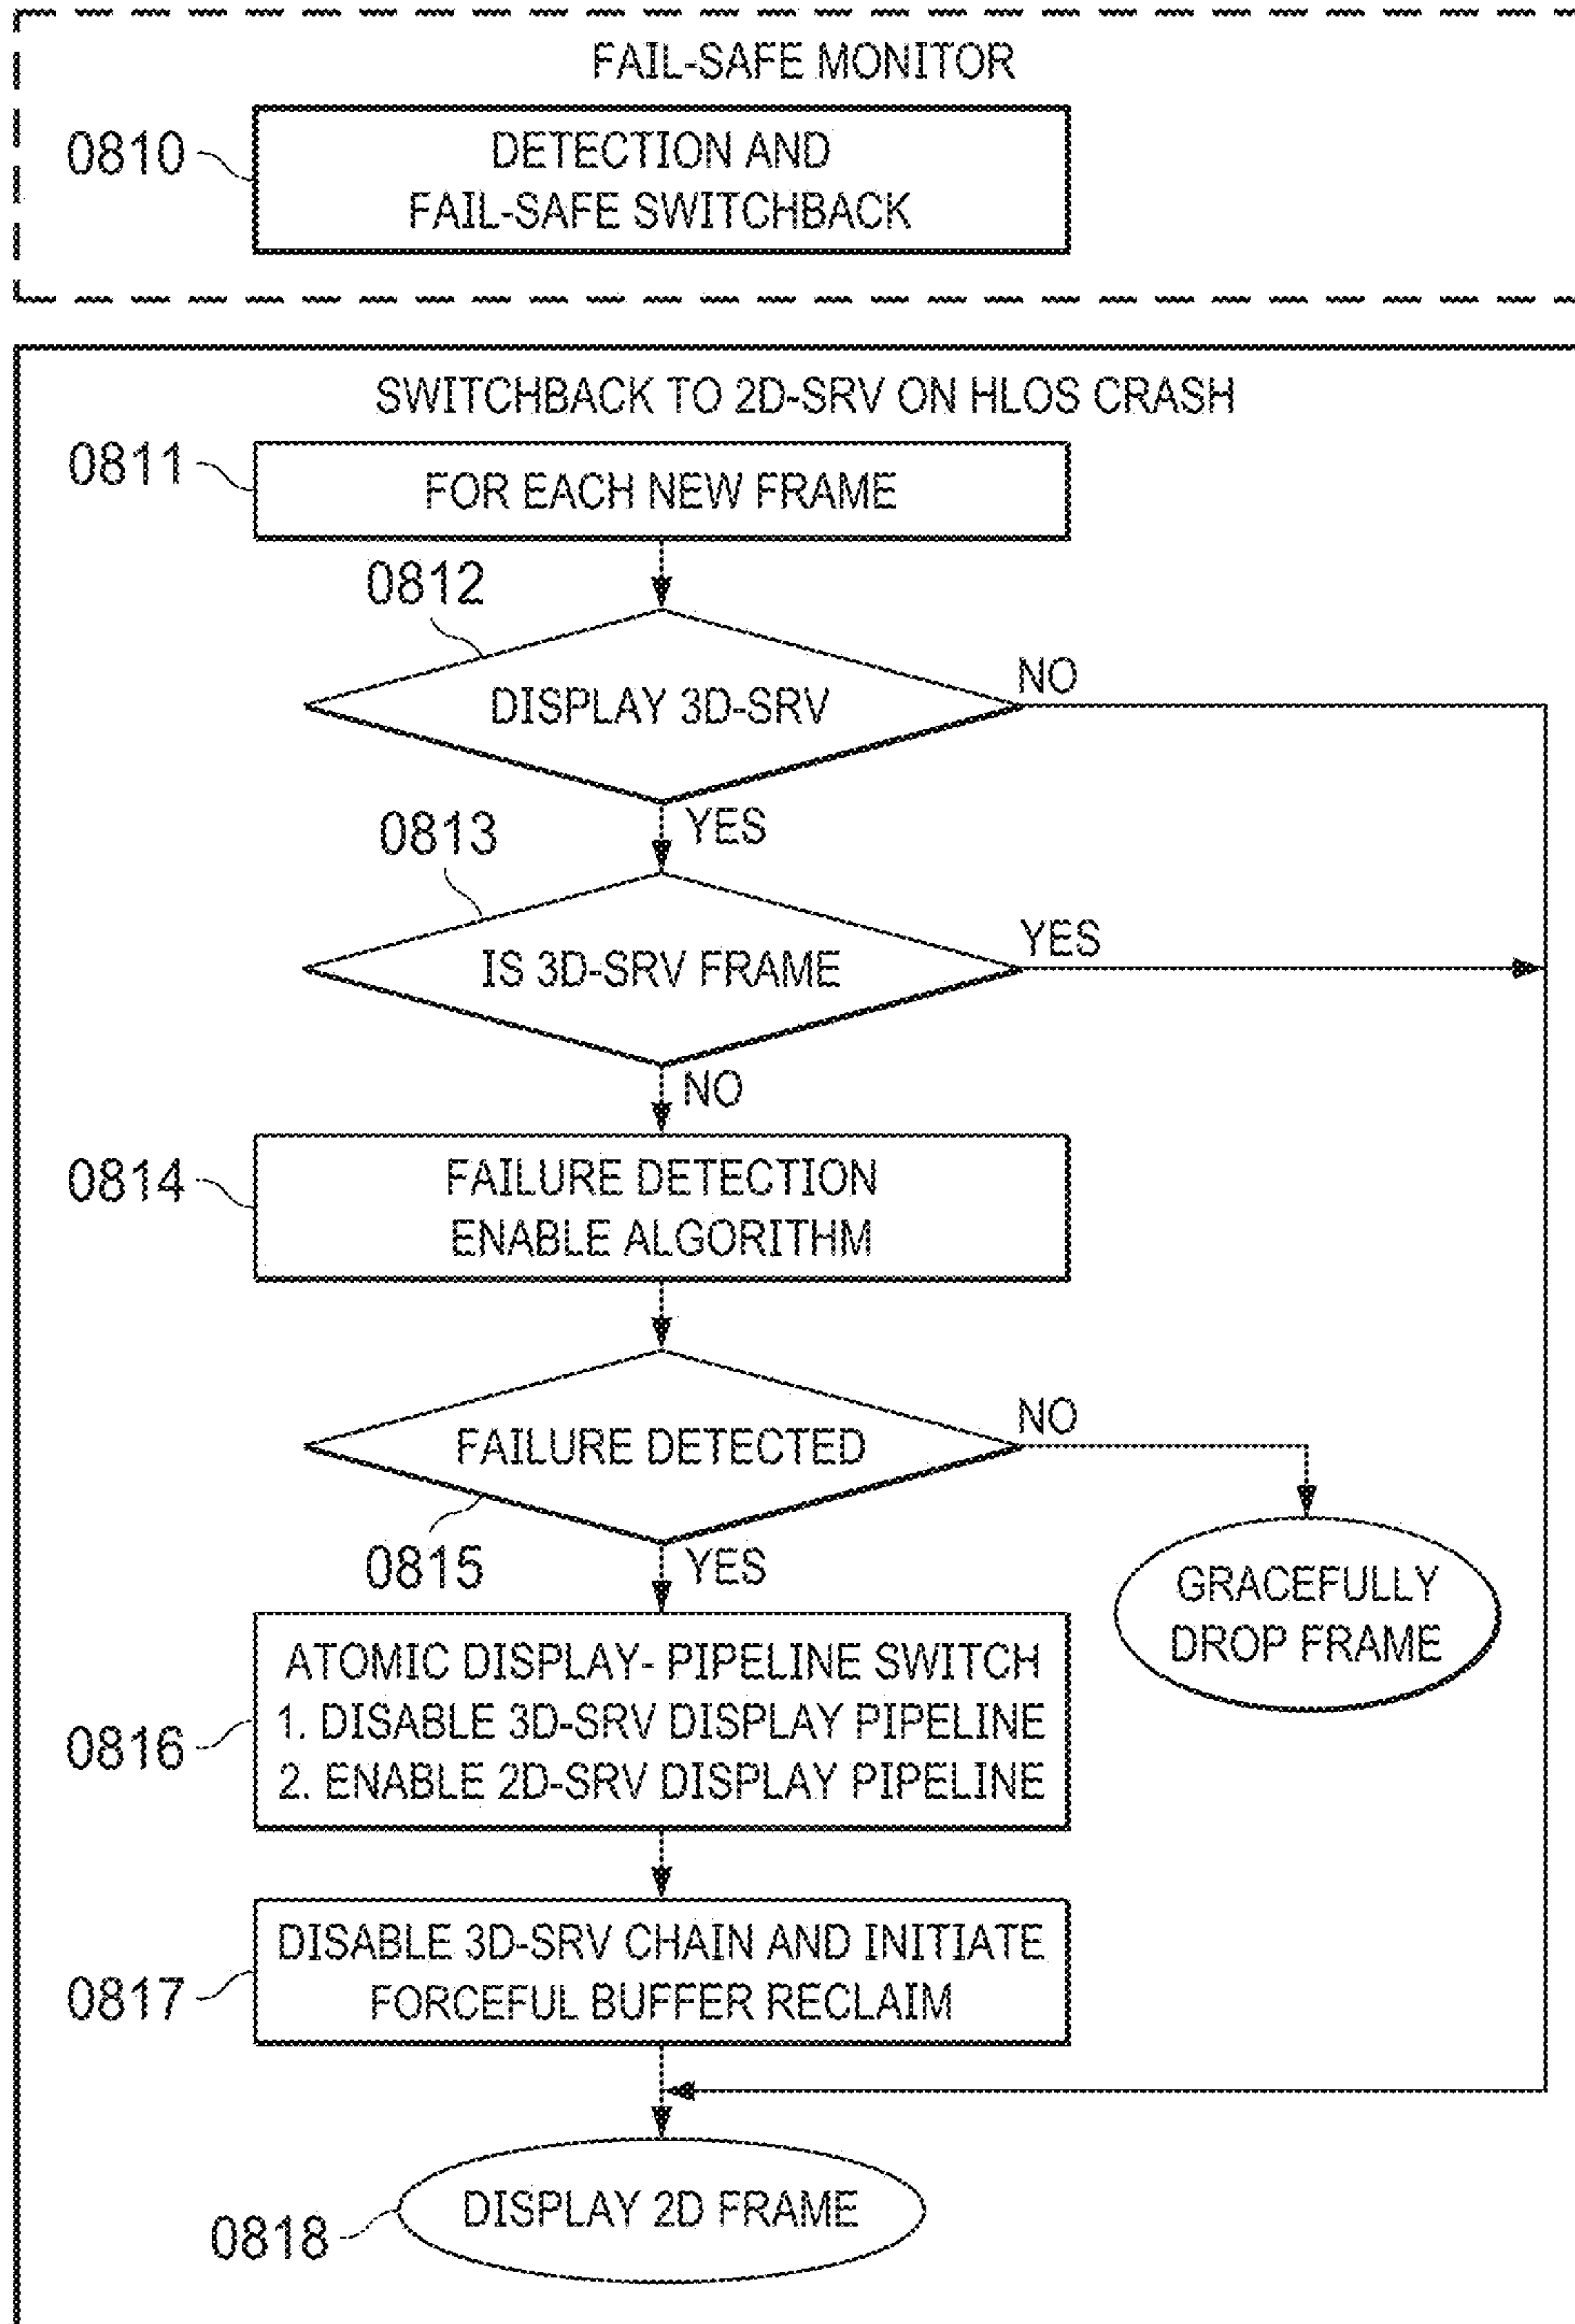 FAIL-SAFE MONITOR
0810
DETECTION AND
FAIL-SAFE SWITCHBACK
SWITCHBACK TO 2D-SRV ON HLOS CRASH
0811
FOR EACH NEW FRAME
0812
DISPLAY 3D-SRV
NO
YES
0813
IS 3D-SRV FRAME
YES
NO
0814
FAILURE DETECTION
ENABLE ALGORITHM
FAILURE DETECTED
NO
0815
YES
GRACEFULLY
DROP FRAME
0816
ATOMIC DISPLAY- PIPELINE SWITCH
1. DISABLE 3D-SRV DISPLAY PIPELINE
2. ENABLE 2D-SRV DISPLAY PIPELINE
0817
DISABLE 3D-SRV CHAIN AND INITIATE
FORCEFUL BUFFER RECLAIM
0818
DISPLAY 2D FRAME